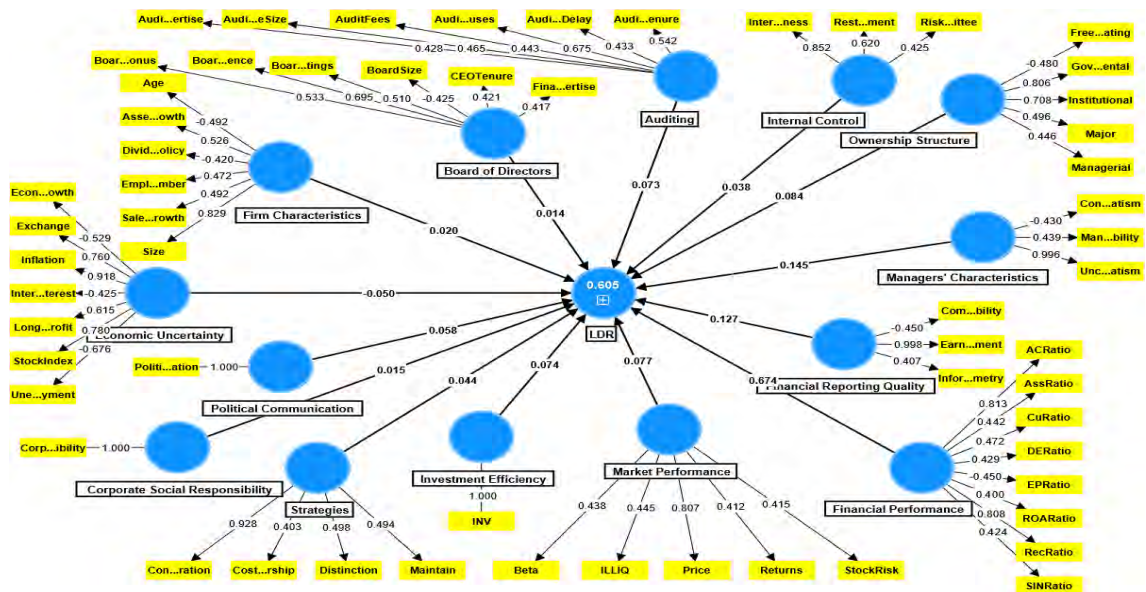 Audi...ertise
Audi...eSize
AuditFees
Audi...uses
Audi...Delay
Audi...enure
0.428
0.465
0.443
0.675
0.433
0.542
Auditing
Inter...ness
Rest...ment
Risk...ittee
0.852
0.620
0.425
Internal Control
Free...ating
Gov...ental
Institutional
Major
Managerial
-0.480
0.806
0.708
0.496
0.446
Ownership Structure
Boar...onus
Boar...ence
Boar...tings
BoardSize
CEOTenure
Fina...ertise
0.533
0.695
0.510
-0.425
0.421
0.417
Board of Directors
Age
Asse...owth
Divid...olicy
Empl...mber
Sale...rowth
Size
-0.492
0.526
-0.420
0.472
0.492
0.829
Firm Characteristics
Econ...owth
Exchange
Inflation
Inter...terest
Long...rofit
StockIndex
Une...yment
-0.529
0.760
0.918
-0.425
0.615
0.780
-0.676
Economic Uncertainty
Con...atism
Man...bility
Unc...atism
-0.430
0.439
0.996
Managers' Characteristics
0.073
0.038
0.084
0.014
0.020
0.145
-0.050
0.605
LDR
0.127
0.058
0.015
0.044
0.074
0.077
0.674
Politi...ation
1.000
Political Communication
Corp...ibility
1.000
Corporate Social Responsibility
Strategies
0.928
0.403
0.498
0.494
Con...ration
Cost...rship
Distinction
Maintain
Investment Efficiency
1.000
INV
Market Performance
0.438
0.445
0.807
0.412
0.415
Beta
ILLIQ
Price
Returns
StockRisk
Com...bility
Earn...ment
Infor...metry
-0.450
0.998
0.407
Financial Reporting Quality
ACRatio
AssRatio
CuRatio
DERatio
EPRatio
ROARatio
RecRatio
SINRatio
0.813
0.442
0.472
0.429
-0.450
0.400
0.808
0.424
Financial Performance